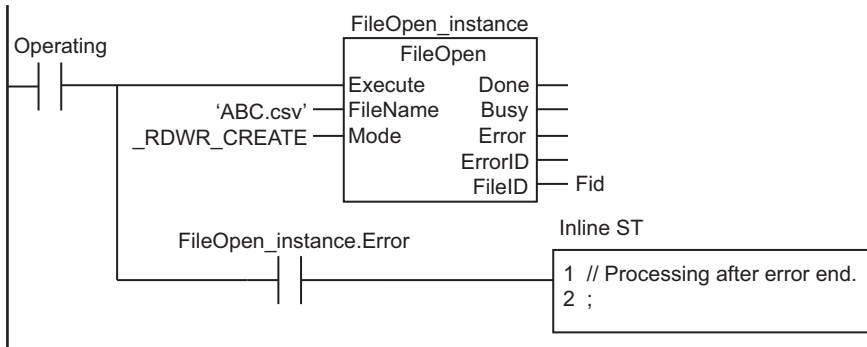 FileOpen_instance
Operating
FileOpen
Execute Done
'ABC.csv' FileName Busy
_RDWR_CREATE Mode Error
ErrorID
FileID Fid
Inline ST
FileOpen_instance.Error
1 // Processing after error end.
2 ;